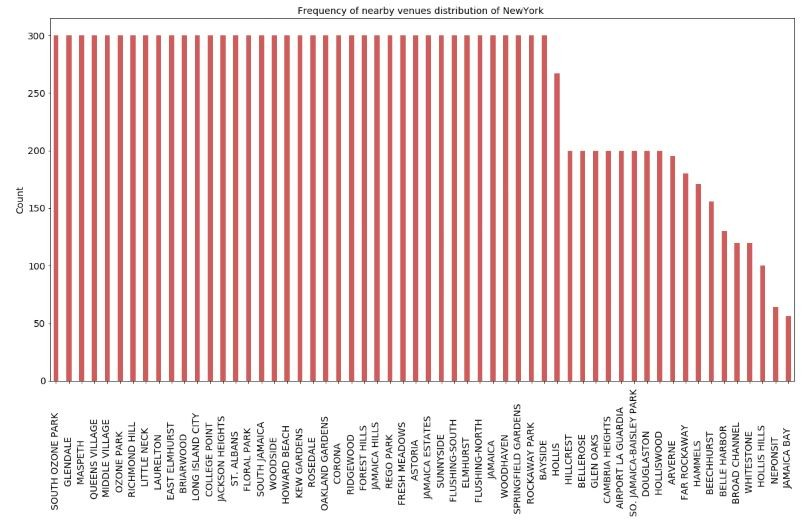 Frequency of nearby venues distribution of NewYork
Count
300
250
200
150
100
50
0
SOUTH OZONE PARK
GLENDALE
MASPETH
QUEENS VILLAGE
MIDDLE VILLAGE
OZONE PARK
RICHMOND HILL
LITTLE NECK
LAURELTON
EAST ELMHURST
BRIARWOOD
LONG ISLAND CITY
COLLEGE POINT
JACKSON HEIGHTS
ST. ALBANS
FLORAL PARK
SOUTH JAMAICA
WOODSIDE
HOWARD BEACH
KEW GARDENS
ROSEDALE
OAKLAND GARDENS
CORONA
RIDGEWOOD
FOREST HILLS
JAMAICA HILLS
REGO PARK
FRESH MEADOWS
ASTORIA
JAMAICA ESTATES
SUNNYSIDE
FLUSHING-SOUTH
ELMHURST
FLUSHING-NORTH
JAMAICA
WOODHAVEN
SPRINGFIELD GARDENS
ROCKAWAY PARK
BAYSIDE
HOLLIS
HILLCREST
BELLEROSE
GLEN OAKS
CAMBRIA HEIGHTS
AIRPORT LA GUARDIA
SO. JAMAICA-BAISLEY PARK
DOUGLASTON
HOLLISWOOD
ARVERNE
FAR ROCKAWAY
HAMMELS
BEECHHURST
BELLE HARBOR
BROAD CHANNEL
WHITESTONE
HOLLIS HILLS
NEPONSIT
JAMAICA BAY